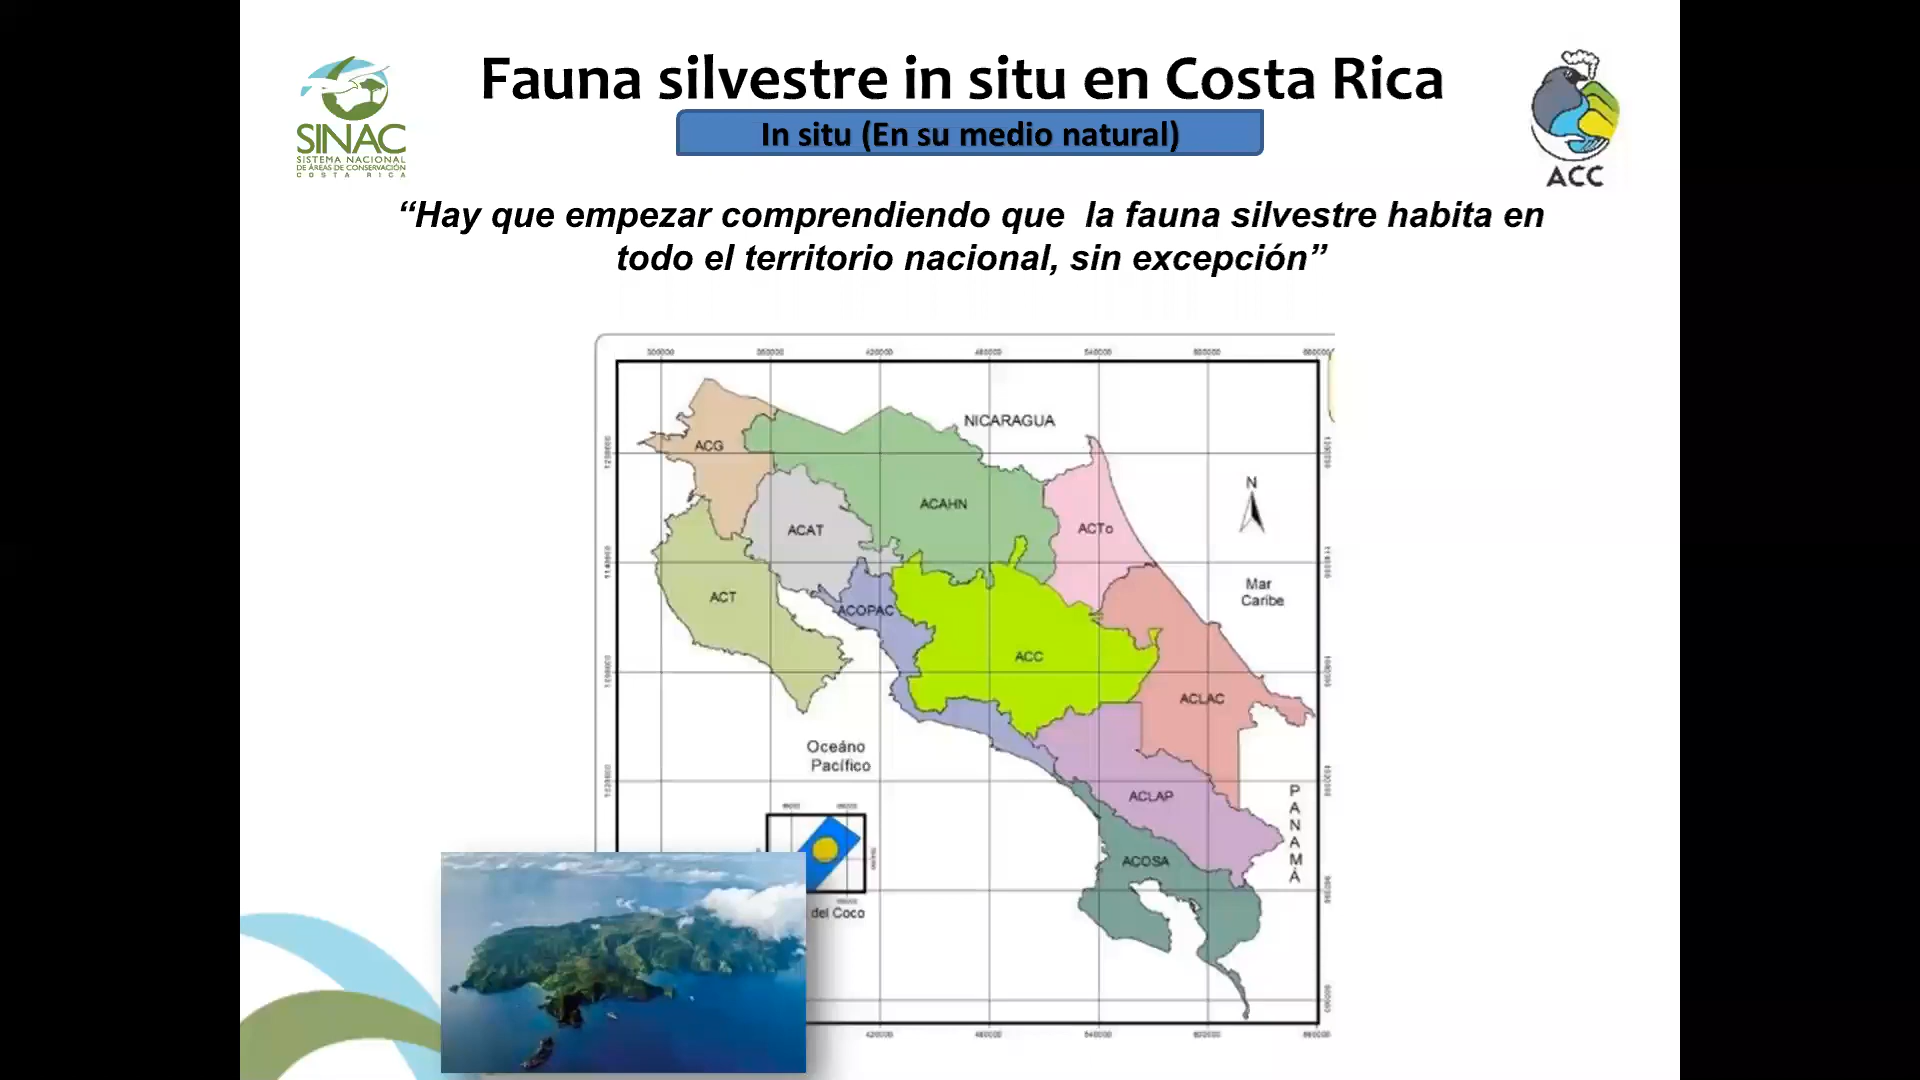 Fauna silvestre in situ en Costa Rica
In situ (En su medio natural)
SINAC
SISTEMA NACIONAL
DE ÁREAS DE CONSERVACIÓN
COSTA RICA
ACC
“Hay que empezar comprendiendo que la fauna silvestre habita en
todo el territorio nacional, sin excepción”
NICARAGUA
ACG
N
ACAHN
ACAT
ACTo
Mar
Caribe
ACT
ACOPAC
ACC
ACLAC
Oceáno
Pacífico
PANAMÁ
ACLAP
ACOSA
del Coco